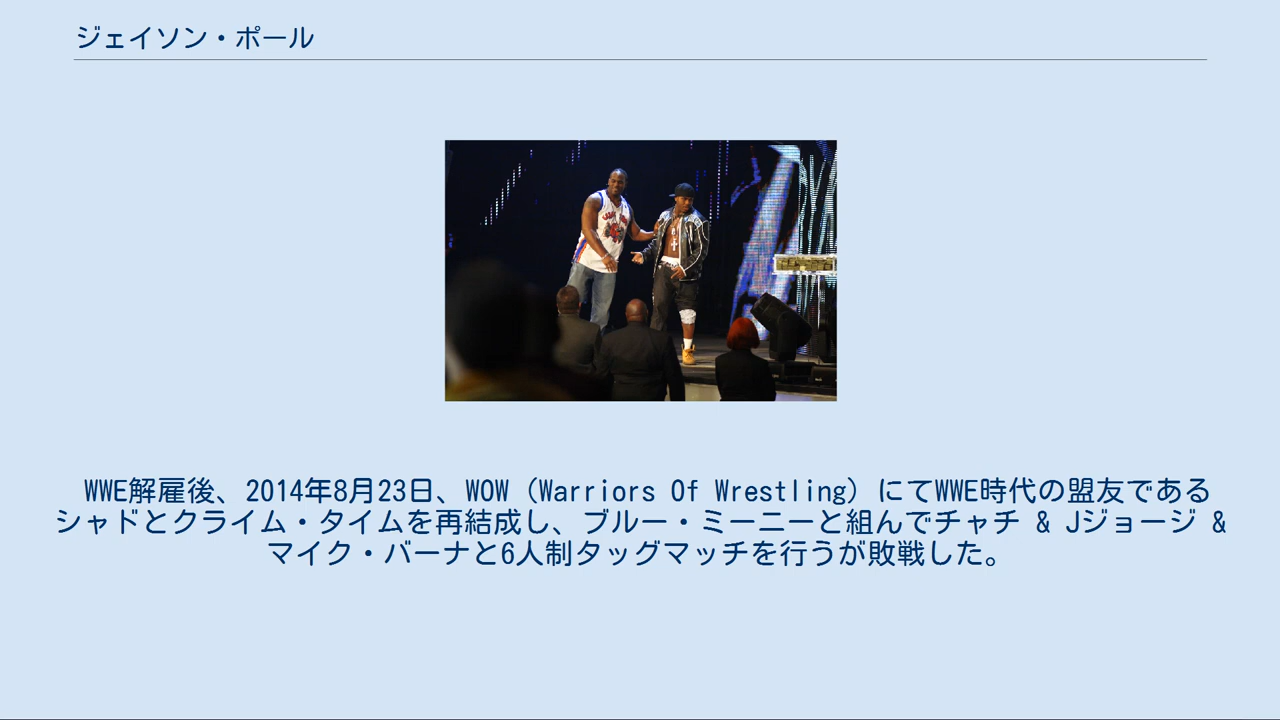 ジェイソン・ポール
WWE解雇後、2014年8月23日、WOW（Warriors Of Wrestling）にてWWE時代の盟友である
シャドとクライム・タイムを再結成し、ブルー・ミーニーと組んでチャチ & Jジョージ &
マイク・バーナと6人制タッグマッチを行うが敗戦した。